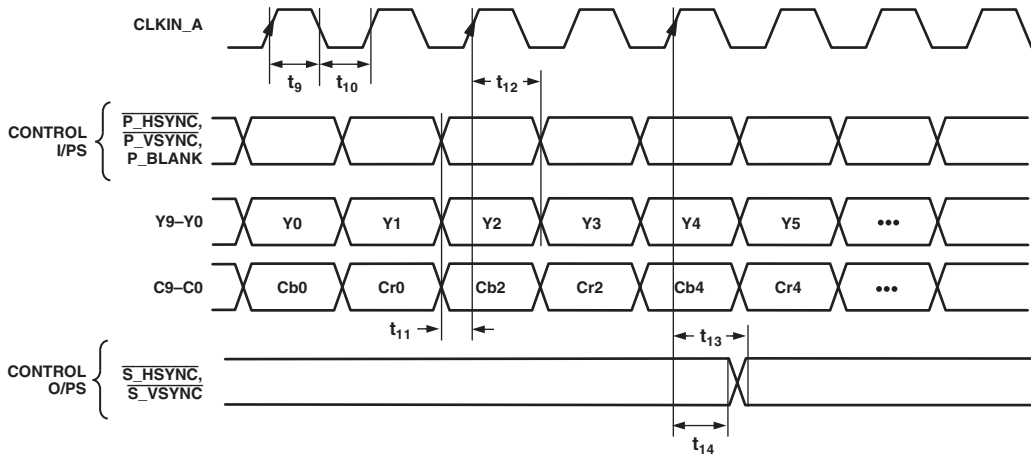 CLKIN_A
t9
t10
t12
CONTROL
I/PS
P_HSYNC,
P_VSYNC,
P_BLANK
Y9–Y0
Y0
Y1
Y2
Y3
Y4
Y5
•••
C9–C0
Cb0
Cr0
Cb2
Cr2
Cb4
Cr4
•••
t11
t13
CONTROL
O/PS
S_HSYNC,
S_VSYNC
t14